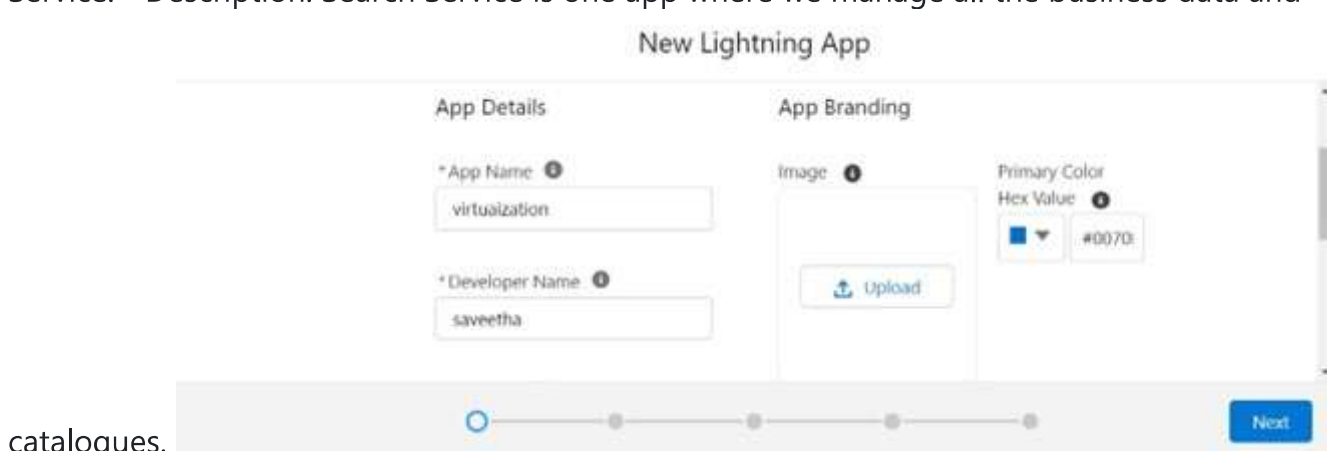 Service. Description: Search Service is one app where we manage all the business data and
New Lightning App
App Details
App Branding
*App Name
virtuaization
Image
Primary Color
Hex Value
#0070
*Developer Name
saveetha
Upload
Next
catalogues.